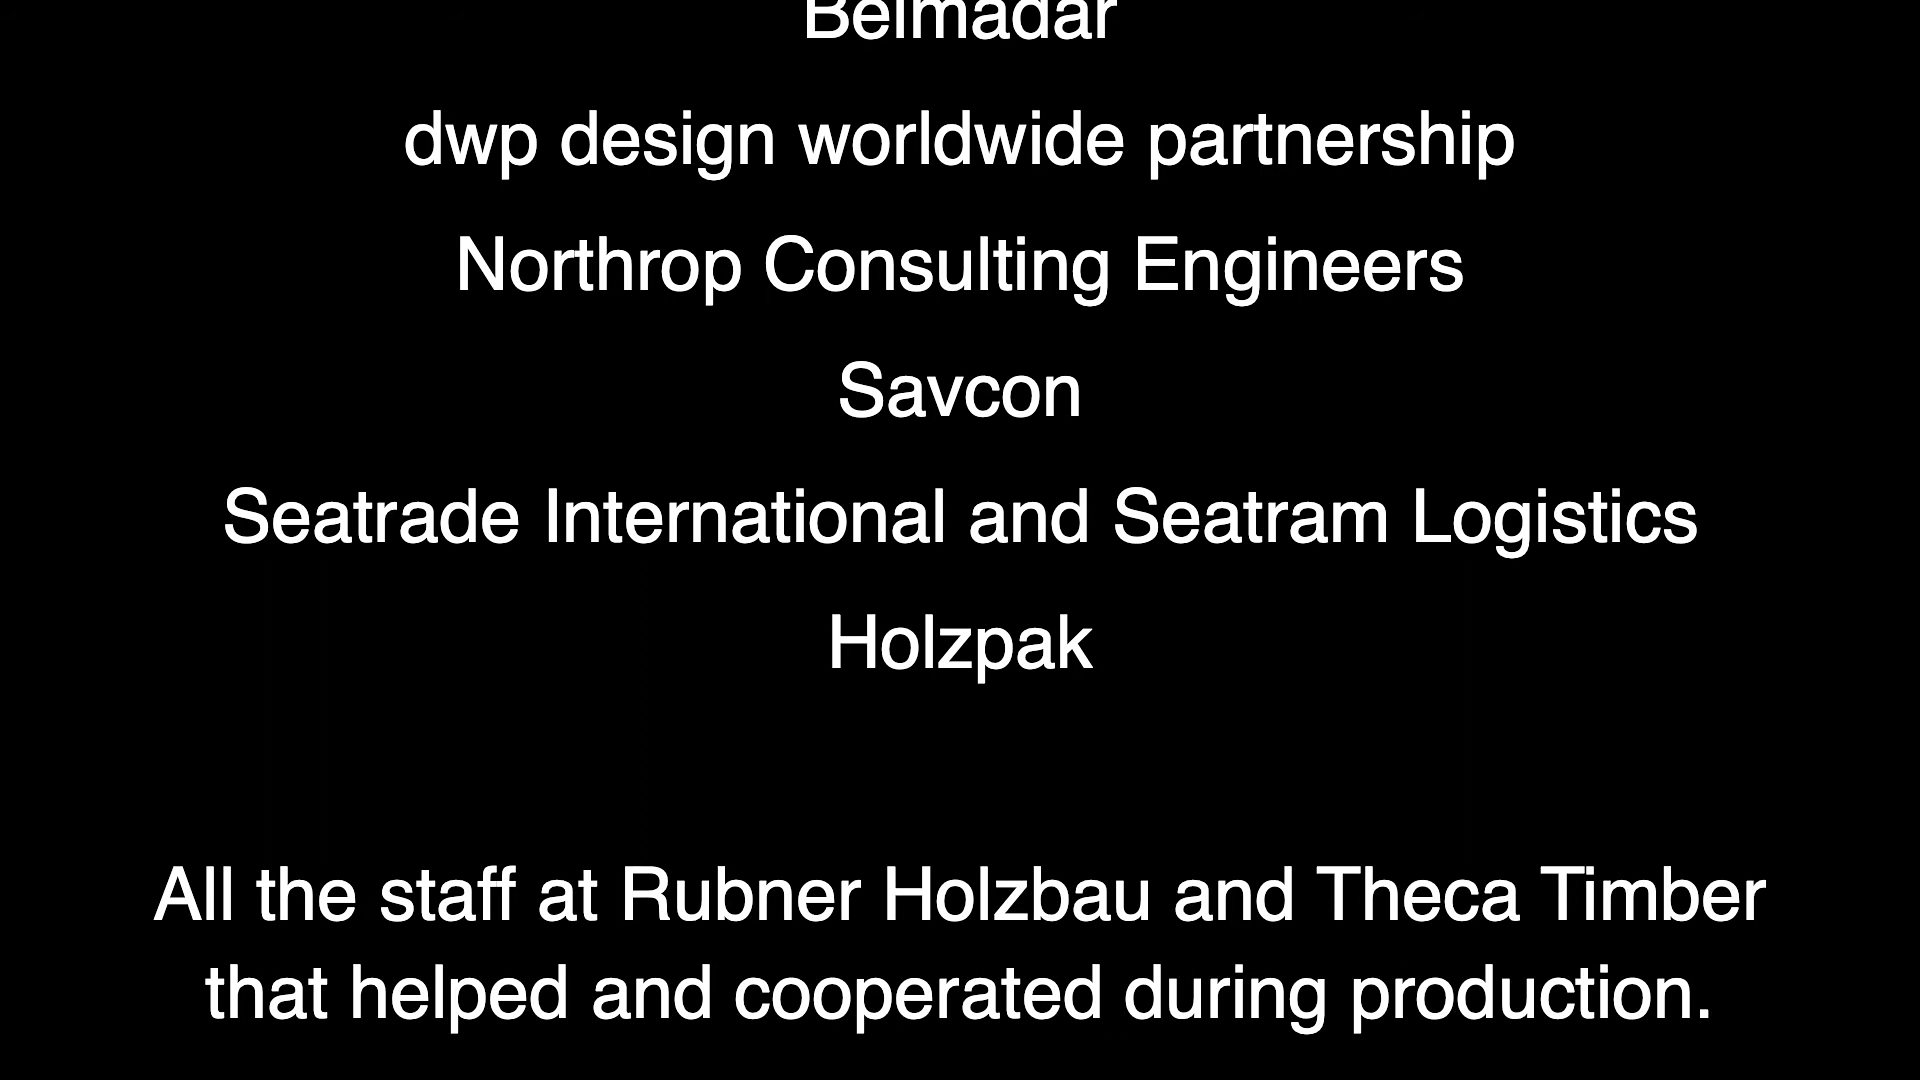 Belmadar
dwp design worldwide partnership
Northrop Consulting Engineers
Savcon
Seatrade International and Seatram Logistics
Holzpak
All the staff at Rubner Holzbau and Theca Timber
that helped and cooperated during production.